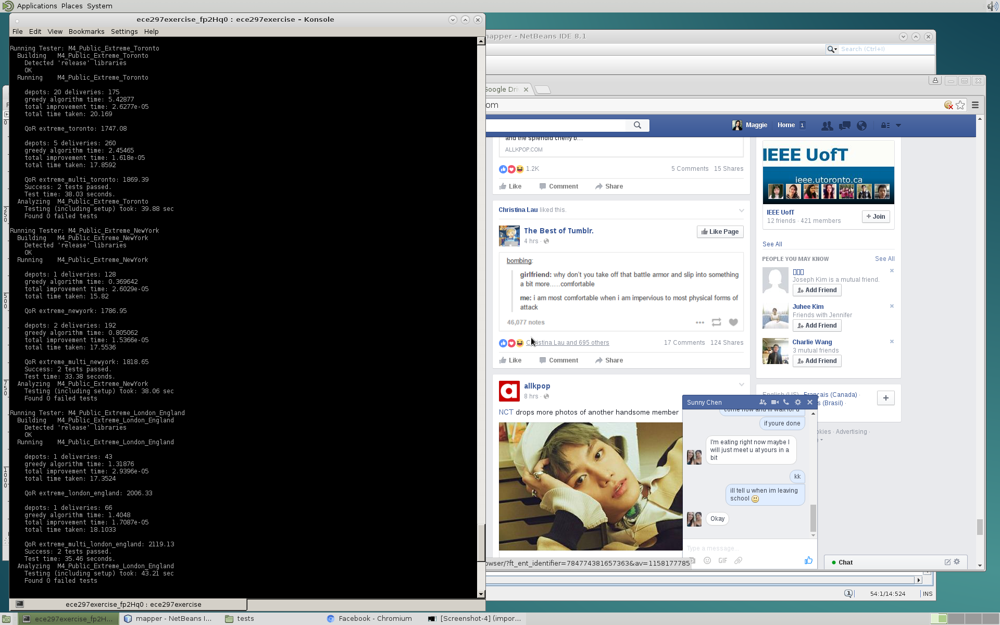 Applications Places System
ece297exercise_fp2Hq0 : ece297exercise – Konsole
File Edit View Bookmarks Settings Help
Running Tester: M4_Public_Extreme_Toronto
Building M4_Public_Extreme_Toronto
Detected 'release' libraries
OK
Running M4_Public_Extreme_Toronto
depots: 20 deliveries: 175
greedy algorithm time: 5.42877
total improvement time: 2.6277e-05
total time taken: 20.169
QoR extreme_toronto: 1747.08
depots: 5 deliveries: 260
greedy algorithm time: 2.45465
total improvement time: 1.618e-05
total time taken: 17.8592
QoR extreme_multi_toronto: 1869.39
Success: 2 tests passed.
Test time: 38.03 seconds.
Analyzing M4_Public_Extreme_Toronto
Testing (including setup) took: 39.88 sec
Found 0 failed tests
Running Tester: M4_Public_Extreme_NewYork
Building M4_Public_Extreme_NewYork
Detected 'release' libraries
OK
Running M4_Public_Extreme_NewYork
depots: 1 deliveries: 128
greedy algorithm time: 0.369642
total improvement time: 2.6029e-05
total time taken: 15.82
QoR extreme_newyork: 1786.95
depots: 2 deliveries: 192
greedy algorithm time: 0.805062
total improvement time: 1.5366e-05
total time taken: 17.5536
QoR extreme_multi_newyork: 1818.65
Success: 2 tests passed.
Test time: 33.38 seconds.
Analyzing M4_Public_Extreme_NewYork
Testing (including setup) took: 38.06 sec
Found 0 failed tests
Running Tester: M4_Public_Extreme_London_England
Building M4_Public_Extreme_London_England
Detected 'release' libraries
OK
Running M4_Public_Extreme_London_England
depots: 1 deliveries: 43
greedy algorithm time: 1.31876
total improvement time: 2.9396e-05
total time taken: 17.3524
QoR extreme_london_england: 2006.33
depots: 1 deliveries: 66
greedy algorithm time: 1.4048
total improvement time: 1.7087e-05
total time taken: 18.1033
QoR extreme_multi_london_england: 2119.13
Success: 2 tests passed.
Test time: 35.46 seconds.
Analyzing M4_Public_Extreme_London_England
Testing (including setup) took: 43.21 sec
Found 0 failed tests
ece297exercise_fp2Hq0 : ece297exercise
mapper - NetBeans IDE 8.1
Search (Ctrl+I)
Google Dri
om
Maggie Home 1
and the splendid cherry b...
ALLKPOP.COM
1.2K 5 Comments 15 Shares
Like Comment Share
Christina Lau liked this.
The Best of Tumblr.
4 hrs ·
Like Page
bombing:
girlfriend: why don't you take off that battle armor and slip into something
a bit more.....comfortable
me: i am most comfortable when i am impervious to most physical forms of
attack
46,077 notes
Christina Lau and 695 others 17 Comments 124 Shares
Like Comment Share
allkpop
8 hrs ·
NCT drops more photos of another handsome member
owser/?ft_ent_identifier=784774381657363&av=1158177785
IEEE UofT
ieee.utoronto.ca
IEEE UofT
12 friends · 421 members
+ Join
See All
PEOPLE YOU MAY KNOW See All
Joseph Kim is a mutual friend.
Add Friend
Juhee Kim
Friends with Jennifer
Add Friend
Charlie Wang
3 mutual friends
Add Friend
English (US) · Français (Canada) ·
s (Brasil) ·
okies · Advertising ·
Sunny Chen
come now and ill wait for u
if youre done
I'm eating right now maybe I
will just meet u at yours in a
bit
kk
ill tell u when im leaving
school
Okay
Type a message...
GIF
Chat
1 54:1/14:524 INS
ece297exercise_fp2H... mapper - NetBeans I... tests Facebook - Chromium [Screenshot-4] (impor...